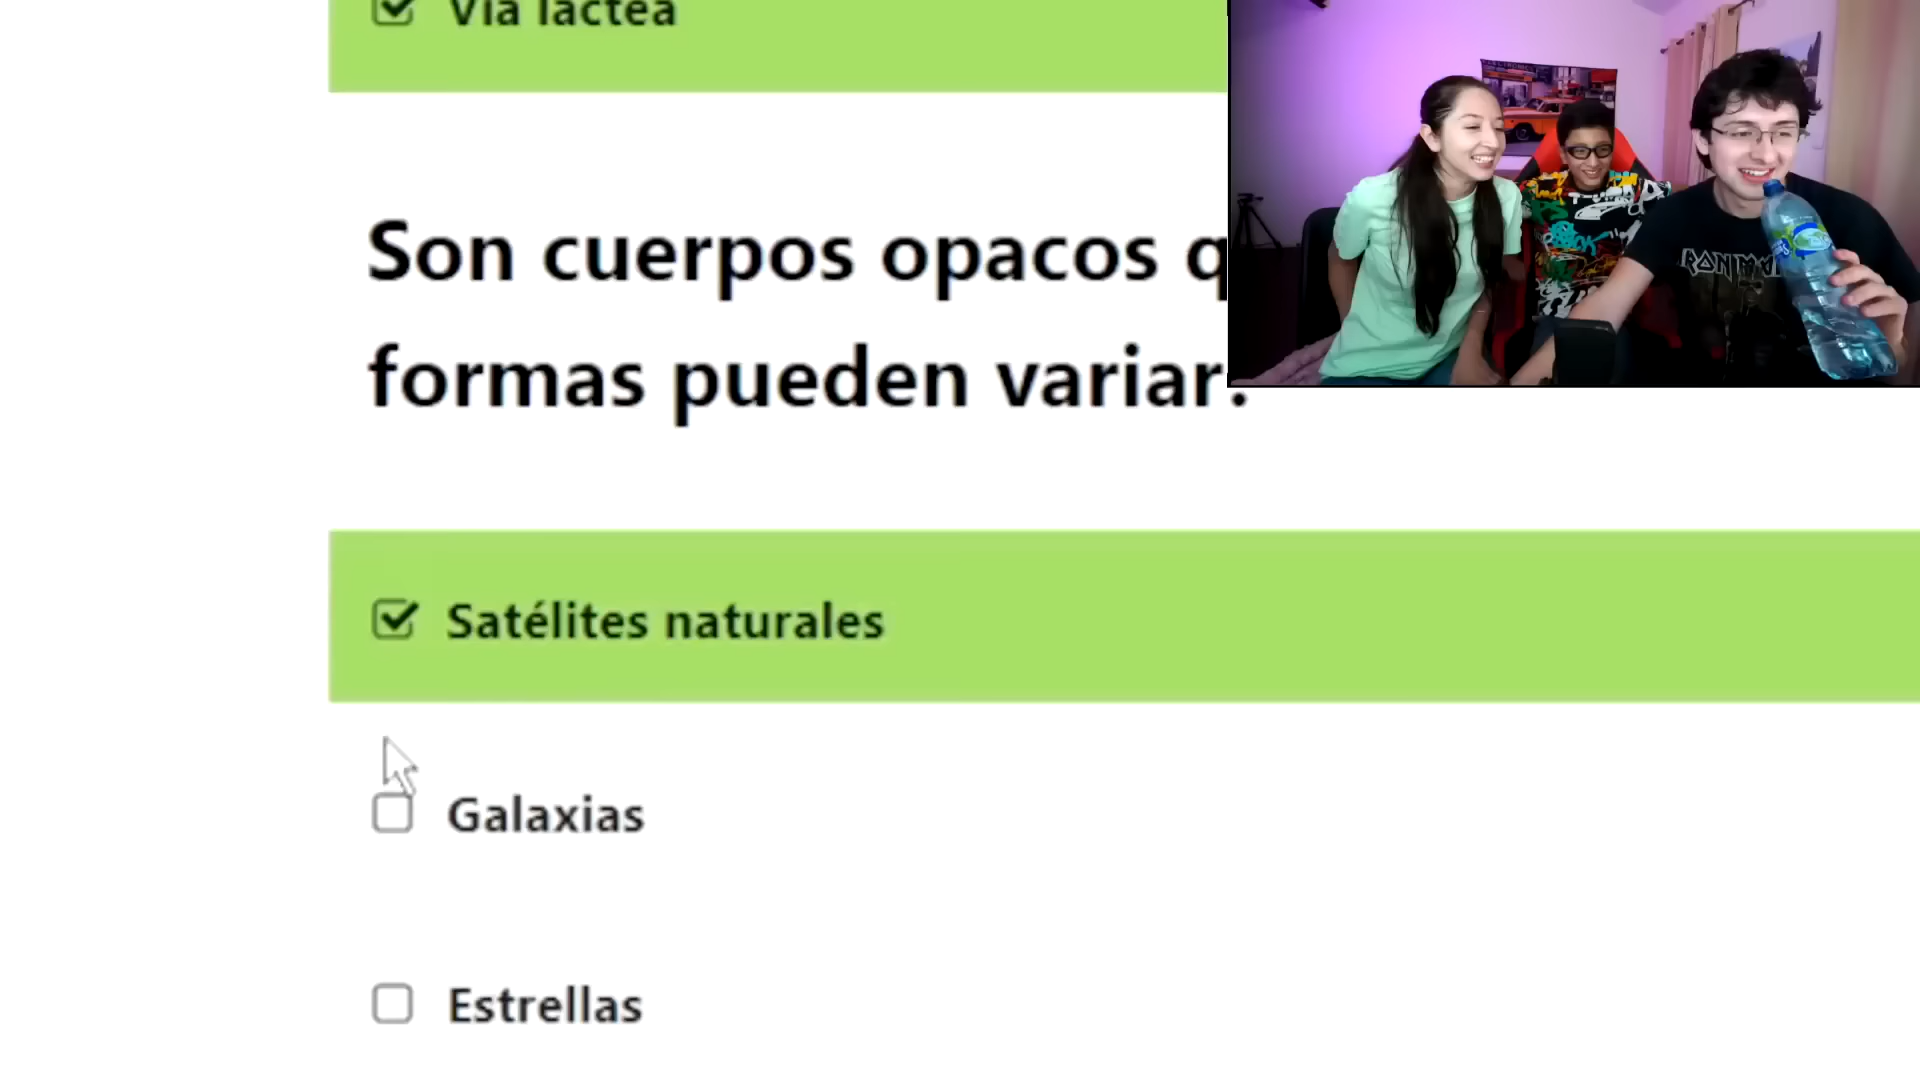 Vía láctea
Son cuerpos opacos q
formas pueden variar:
Satélites naturales
Galaxias
Estrellas